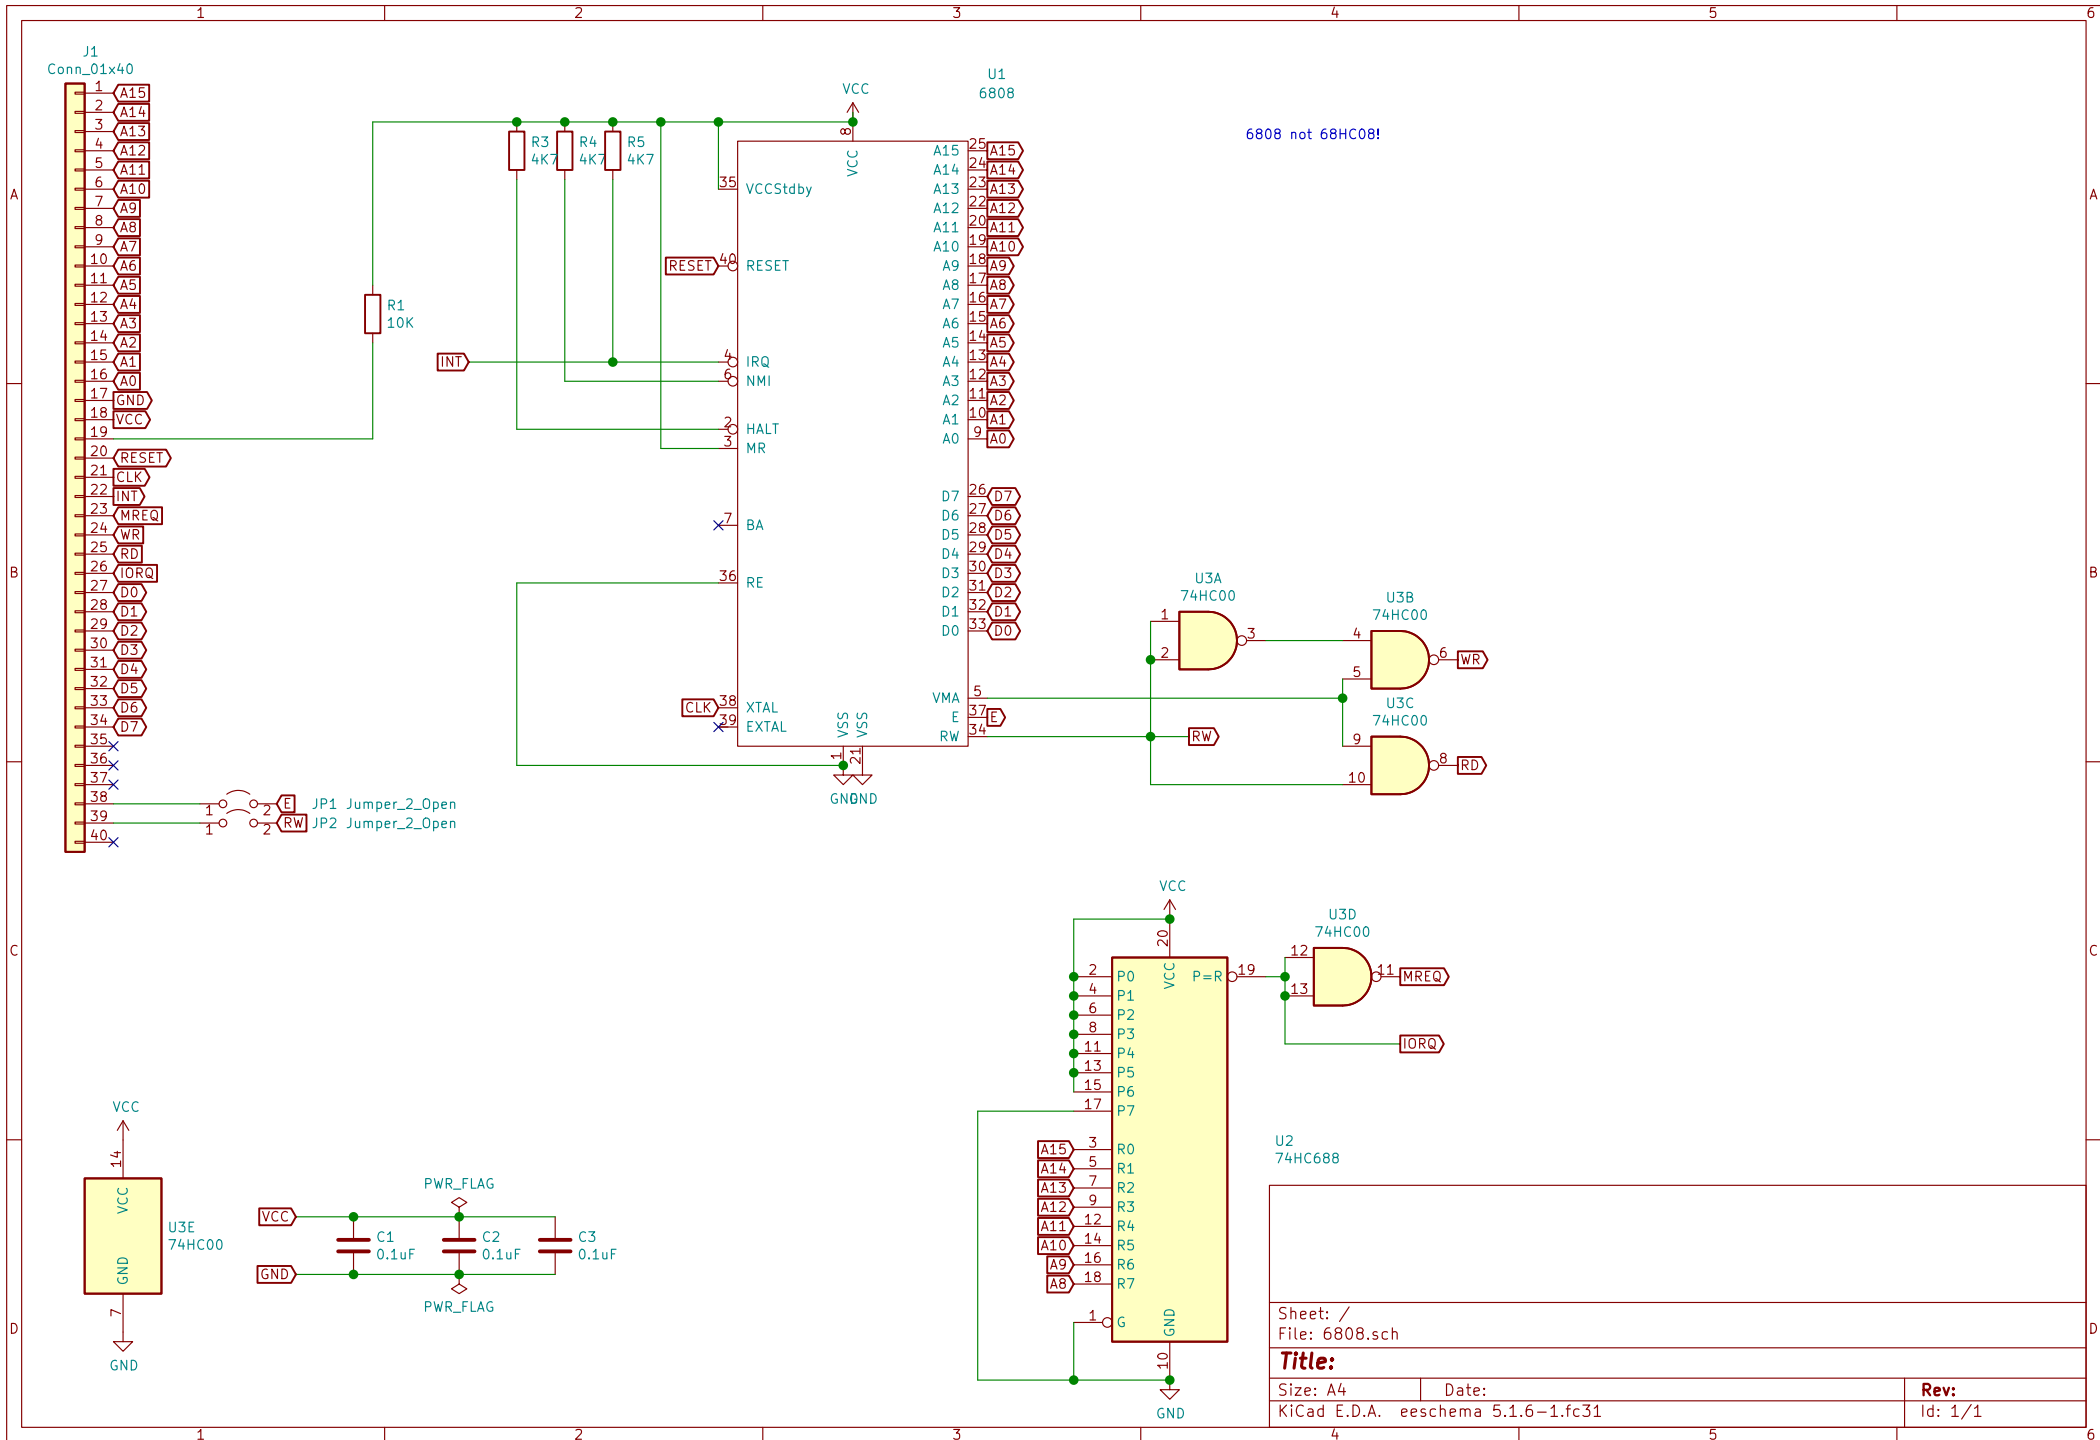 1 2 3 4 5 6
J1
Conn_01x40
1 A15
2 A14
3 A13
4 A12
5 A11
6 A10
7 A9
8 A8
9 A7
10 A6
11 A5
12 A4
13 A3
14 A2
15 A1
16 A0
17 GND
18 VCC
19
20 RESET
21 CLK
22 INT
23 MREQ
24 WR
25 RD
26 IORQ
27 D0
28 D1
29 D2
30 D3
31 D4
32 D5
33 D6
34 D7
35
36
37
38
39
40
1 2 E JP1 Jumper_2_Open
1 2 RW JP2 Jumper_2_Open
R1
10K
R3
4K7
R4
4K7
R5
4K7
VCC
U1
6808
6808 not 68HC08!
8 VCC
35 VCCStdby
RESET 40 RESET
INT 4 IRQ
6 NMI
2 HALT
3 MR
7 BA
36 RE
CLK 38 XTAL
39 EXTAL
VSS VSS
1 21
GND GND
A15 25 A15
A14 24 A14
A13 23 A13
A12 22 A12
A11 20 A11
A10 19 A10
A9 18 A9
A8 17 A8
A7 16 A7
A6 15 A6
A5 14 A5
A4 13 A4
A3 12 A3
A2 11 A2
A1 10 A1
A0 9 A0
D7 26 D7
D6 27 D6
D5 28 D5
D4 29 D4
D3 30 D3
D2 31 D2
D1 32 D1
D0 33 D0
VMA 5
E 37 E
RW 34 RW
U3A
74HC00
1 2 3
U3B
74HC00
4 5 6 WR
U3C
74HC00
9 10 8 RD
VCC
20 VCC
2 P0
4 P1
6 P2
8 P3
11 P4
13 P5
15 P6
17 P7
A15 3 R0
A14 5 R1
A13 7 R2
A12 9 R3
A11 12 R4
A10 14 R5
A9 16 R6
A8 18 R7
1 G
GND 10
GND
P=R 19
U3D
74HC00
12 13 11 MREQ
IORQ
U2
74HC688
VCC
14
VCC
GND
7
GND
U3E
74HC00
PWR_FLAG
VCC
GND
C1
0.1uF
C2
0.1uF
C3
0.1uF
PWR_FLAG
A B C D
A B C D
Sheet: /
File: 6808.sch
Title:
Size: A4 Date: Rev:
KiCad E.D.A. eeschema 5.1.6-1.fc31 Id: 1/1
1 2 3 4 5 6